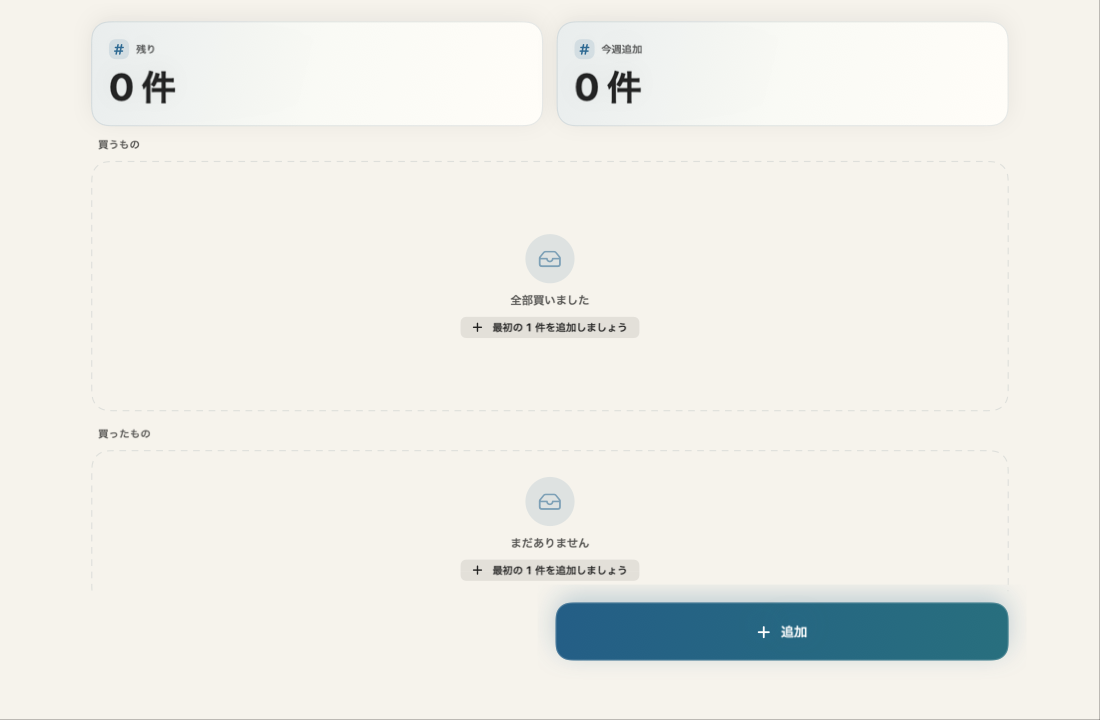 # 残り
0 件
# 今週追加
0 件
買うもの
全部買いました
+ 最初の 1 件を追加しましょう
買ったもの
まだありません
+ 最初の 1 件を追加しましょう
+ 追加